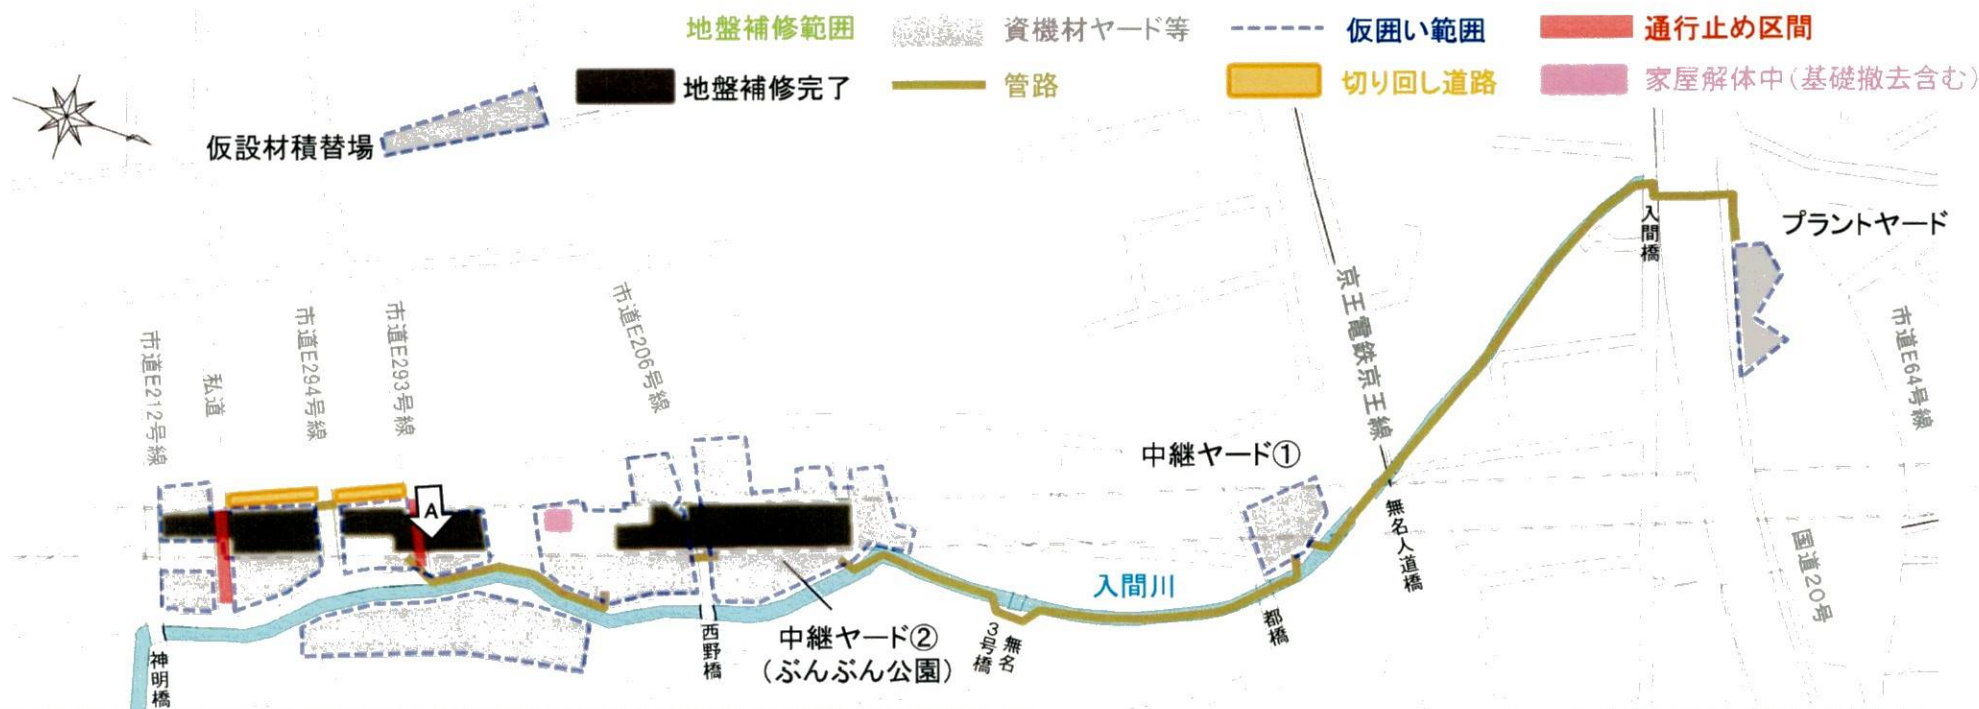 地盤補修範囲
資機材ヤード等
仮囲い範囲
通行止め区間
地盤補修完了
管路
切り回し道路
家屋解体中(基礎撤去含む)
仮設材積替場
入間橋
プラントヤード
京王電鉄京王線
市道E64号線
市道E212号線
私道
市道E294号線
市道E293号線
市道E206号線
中継ヤード①
A
無名人道橋
国道20号
入間川
都橋
無名
3号橋
西野橋
中継ヤード②
(ぶんぶん公園)
神明橋